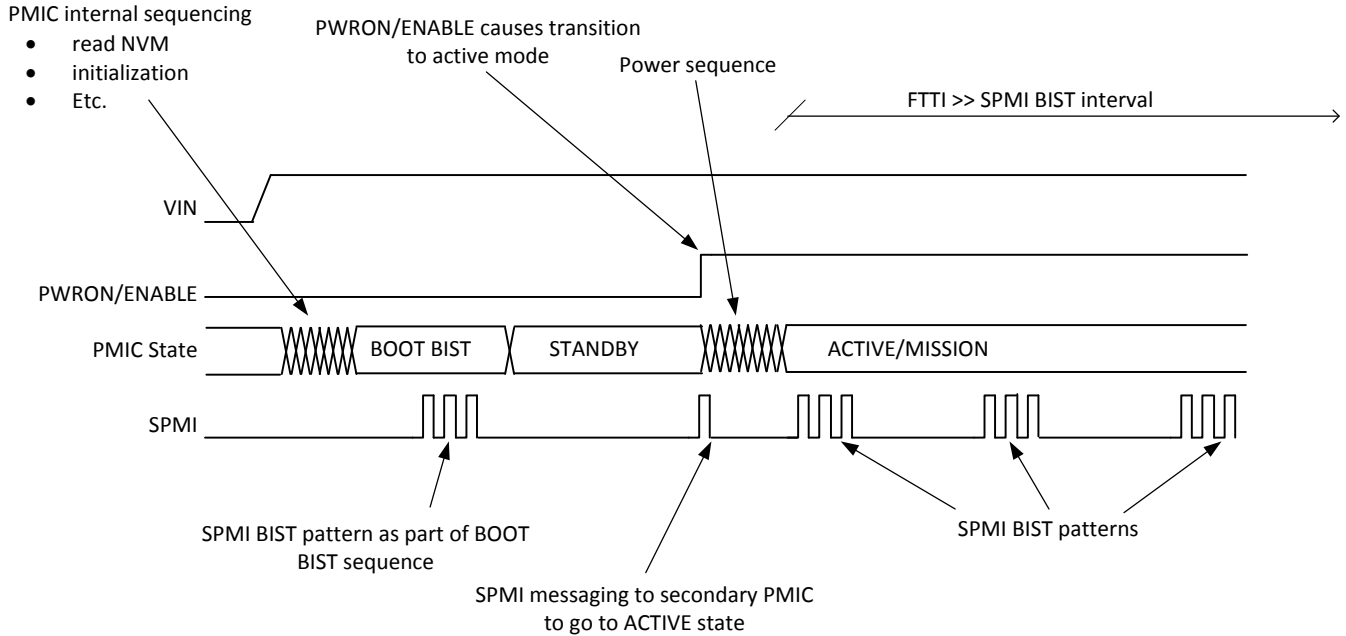 PMIC internal sequencing
• read NVM
• initialization
• Etc.
PWRON/ENABLE causes transition
to active mode
Power sequence
FTTI >> SPMI BIST interval
VIN
PWRON/ENABLE
PMIC State
BOOT BIST
STANDBY
ACTIVE/MISSION
SPMI
SPMI BIST pattern as part of BOOT
BIST sequence
SPMI messaging to secondary PMIC
to go to ACTIVE state
SPMI BIST patterns